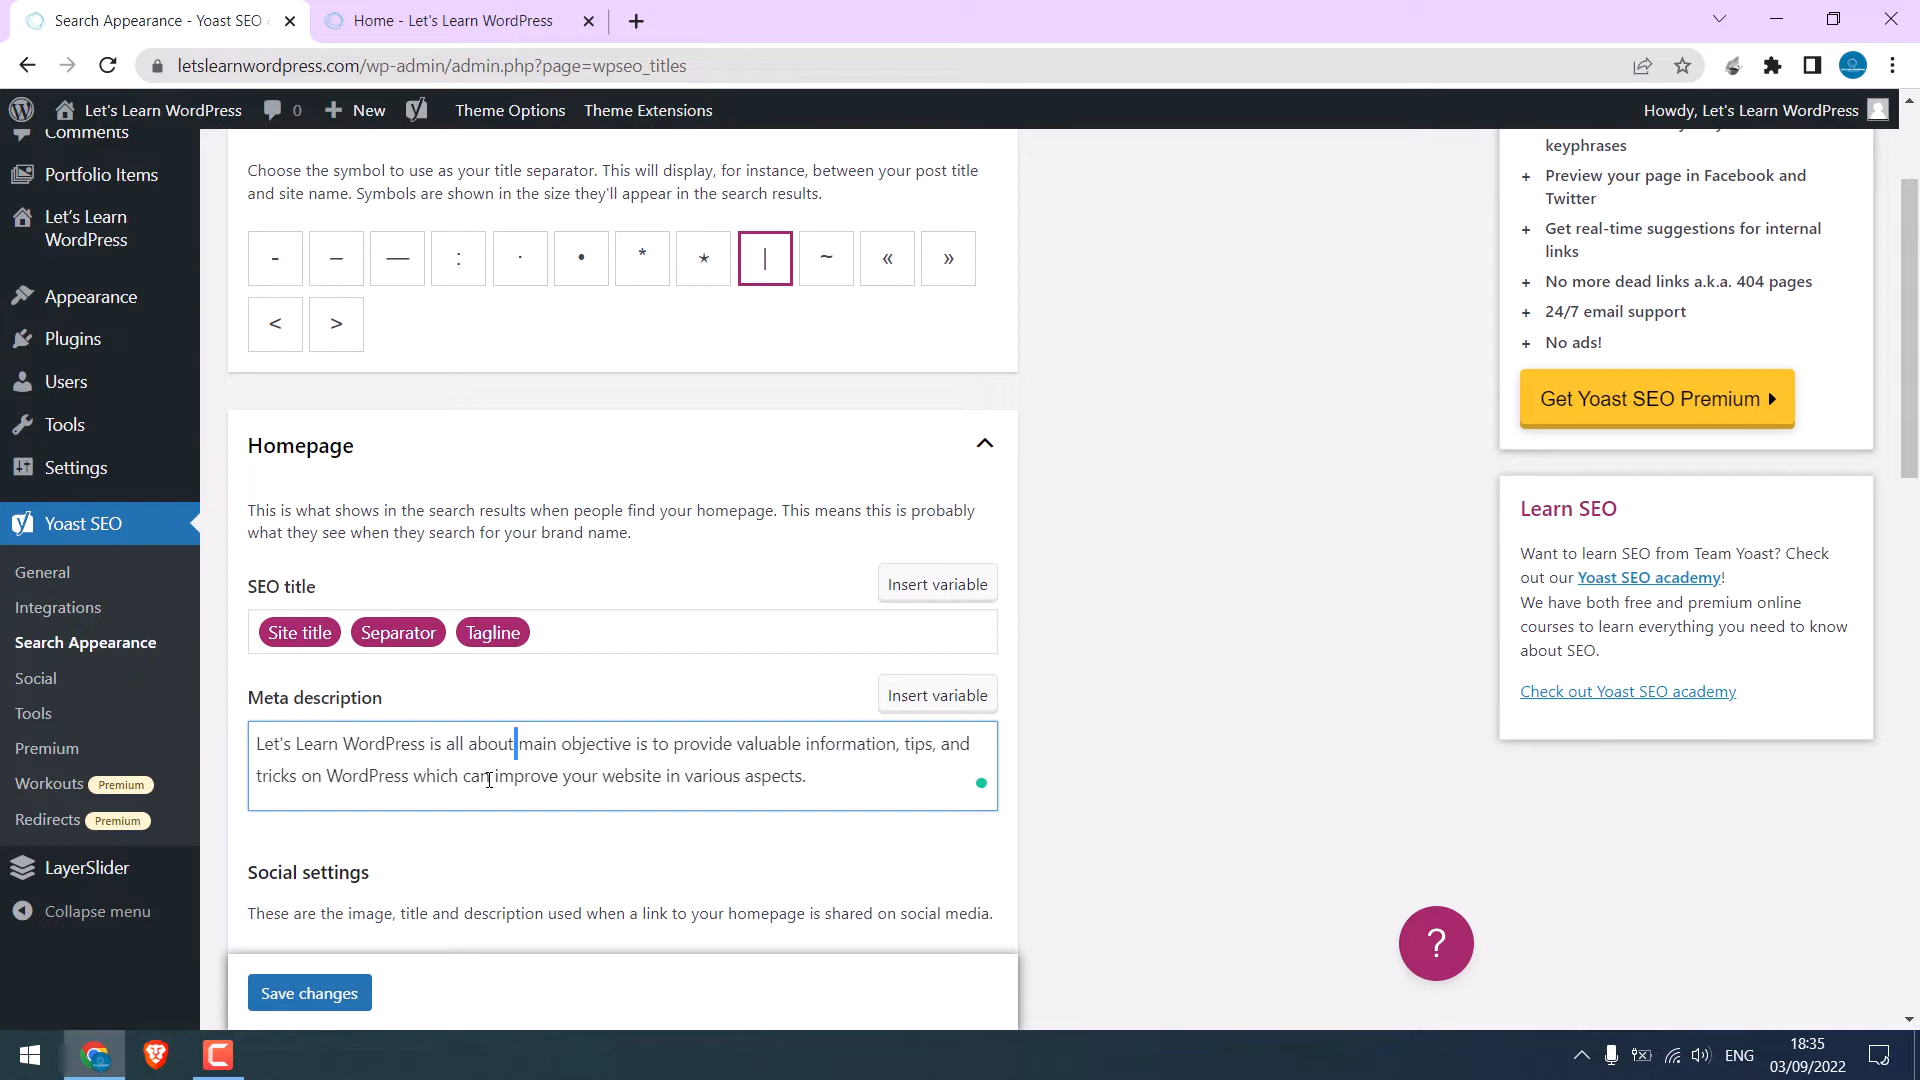 Search Appearance - Yoast SEO
Home - Let's Learn WordPress
letslearnwordpress.com/wp-admin/admin.php?page=wpseo_titles
Let's Learn WordPress
0
New
Theme Options
Theme Extensions
Howdy, Let's Learn WordPress
Comments
Portfolio Items
Let's Learn
WordPress
Appearance
Plugins
Users
Tools
Settings
Yoast SEO
General
Integrations
Search Appearance
Social
Tools
Premium
Workouts Premium
Redirects Premium
LayerSlider
Collapse menu
Choose the symbol to use as your title separator. This will display, for instance, between your post title
and site name. Symbols are shown in the size they'll appear in the search results.
- – — : · • * ⋆ | ~ « »
< >
Homepage
This is what shows in the search results when people find your homepage. This means this is probably
what they see when they search for your brand name.
SEO title
Insert variable
Site title Separator Tagline
Meta description
Insert variable
Let's Learn WordPress is all about main objective is to provide valuable information, tips, and
tricks on WordPress which can improve your website in various aspects.
Social settings
These are the image, title and description used when a link to your homepage is shared on social media.
Save changes
keyphrases
+ Preview your page in Facebook and
Twitter
+ Get real-time suggestions for internal
links
+ No more dead links a.k.a. 404 pages
+ 24/7 email support
+ No ads!
Get Yoast SEO Premium
Learn SEO
Want to learn SEO from Team Yoast? Check
out our Yoast SEO academy!
We have both free and premium online
courses to learn everything you need to know
about SEO.
Check out Yoast SEO academy
?
ENG
18:35
03/09/2022